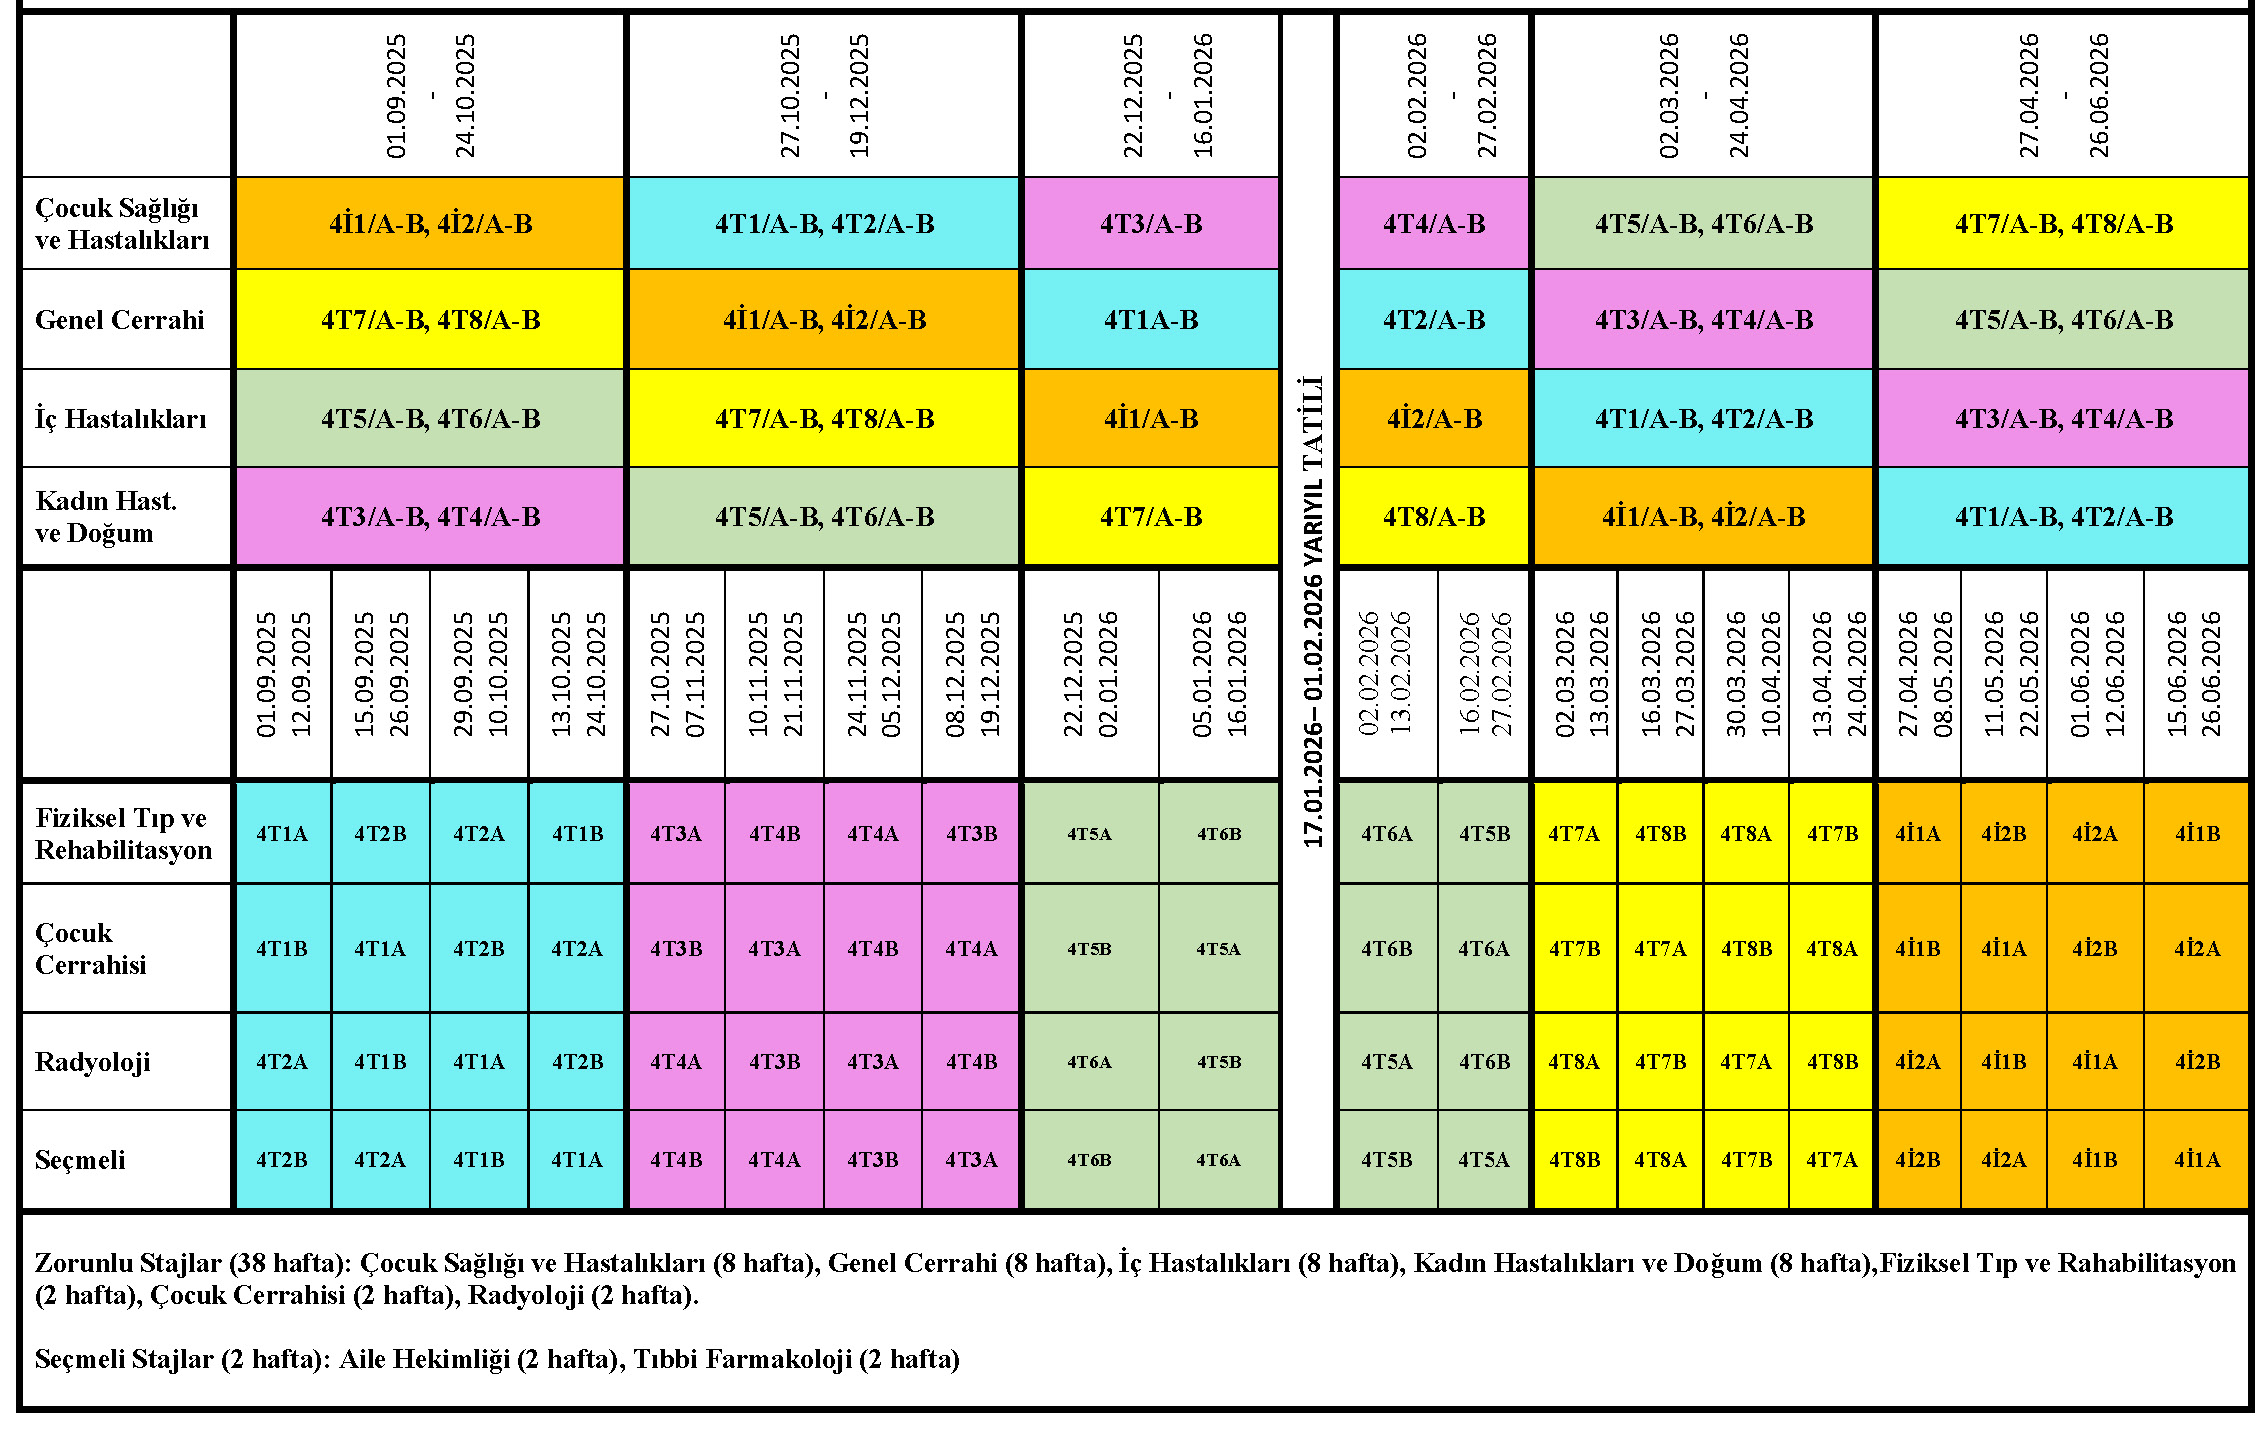 01.09.2025
-
24.10.2025
27.10.2025
-
19.12.2025
22.12.2025
-
16.01.2026
02.02.2026
-
27.02.2026
02.03.2026
-
24.04.2026
27.04.2026
-
26.06.2026
Çocuk Sağlığı
ve Hastalıkları
4İ1/A-B, 4İ2/A-B
4T1/A-B, 4T2/A-B
4T3/A-B
4T4/A-B
4T5/A-B, 4T6/A-B
4T7/A-B, 4T8/A-B
Genel Cerrahi
4T7/A-B, 4T8/A-B
4İ1/A-B, 4İ2/A-B
4T1A-B
4T2/A-B
4T3/A-B, 4T4/A-B
4T5/A-B, 4T6/A-B
İç Hastalıkları
4T5/A-B, 4T6/A-B
4T7/A-B, 4T8/A-B
4İ1/A-B
4İ2/A-B
4T1/A-B, 4T2/A-B
4T3/A-B, 4T4/A-B
Kadın Hast.
ve Doğum
4T3/A-B, 4T4/A-B
4T5/A-B, 4T6/A-B
4T7/A-B
4T8/A-B
4İ1/A-B, 4İ2/A-B
4T1/A-B, 4T2/A-B
17.01.2026– 01.02.2026 YARIYIL TATİLİ
01.09.2025
12.09.2025
15.09.2025
26.09.2025
29.09.2025
10.10.2025
13.10.2025
24.10.2025
27.10.2025
07.11.2025
10.11.2025
21.11.2025
24.11.2025
05.12.2025
08.12.2025
19.12.2025
22.12.2025
02.01.2026
05.01.2026
16.01.2026
02.02.2026
13.02.2026
16.02.2026
27.02.2026
02.03.2026
13.03.2026
16.03.2026
27.03.2026
30.03.2026
10.04.2026
13.04.2026
24.04.2026
27.04.2026
08.05.2026
11.05.2026
22.05.2026
01.06.2026
12.06.2026
15.06.2026
26.06.2026
Fiziksel Tıp ve
Rehabilitasyon
4T1A
4T2B
4T2A
4T1B
4T3A
4T4B
4T4A
4T3B
4T5A
4T6B
4T6A
4T5B
4T7A
4T8B
4T8A
4T7B
4İ1A
4İ2B
4İ2A
4İ1B
Çocuk
Cerrahisi
4T1B
4T1A
4T2B
4T2A
4T3B
4T3A
4T4B
4T4A
4T5B
4T5A
4T6B
4T6A
4T7B
4T7A
4T8B
4T8A
4İ1B
4İ1A
4İ2B
4İ2A
Radyoloji
4T2A
4T1B
4T1A
4T2B
4T4A
4T3B
4T3A
4T4B
4T6A
4T5B
4T5A
4T6B
4T8A
4T7B
4T7A
4T8B
4İ2A
4İ1B
4İ1A
4İ2B
Seçmeli
4T2B
4T2A
4T1B
4T1A
4T4B
4T4A
4T3B
4T3A
4T6B
4T6A
4T5B
4T5A
4T8B
4T8A
4T7B
4T7A
4İ2B
4İ2A
4İ1B
4İ1A
Zorunlu Stajlar (38 hafta): Çocuk Sağlığı ve Hastalıkları (8 hafta), Genel Cerrahi (8 hafta), İç Hastalıkları (8 hafta), Kadın Hastalıkları ve Doğum (8 hafta),Fiziksel Tıp ve Rahabilitasyon
(2 hafta), Çocuk Cerrahisi (2 hafta), Radyoloji (2 hafta).
Seçmeli Stajlar (2 hafta): Aile Hekimliği (2 hafta), Tıbbi Farmakoloji (2 hafta)